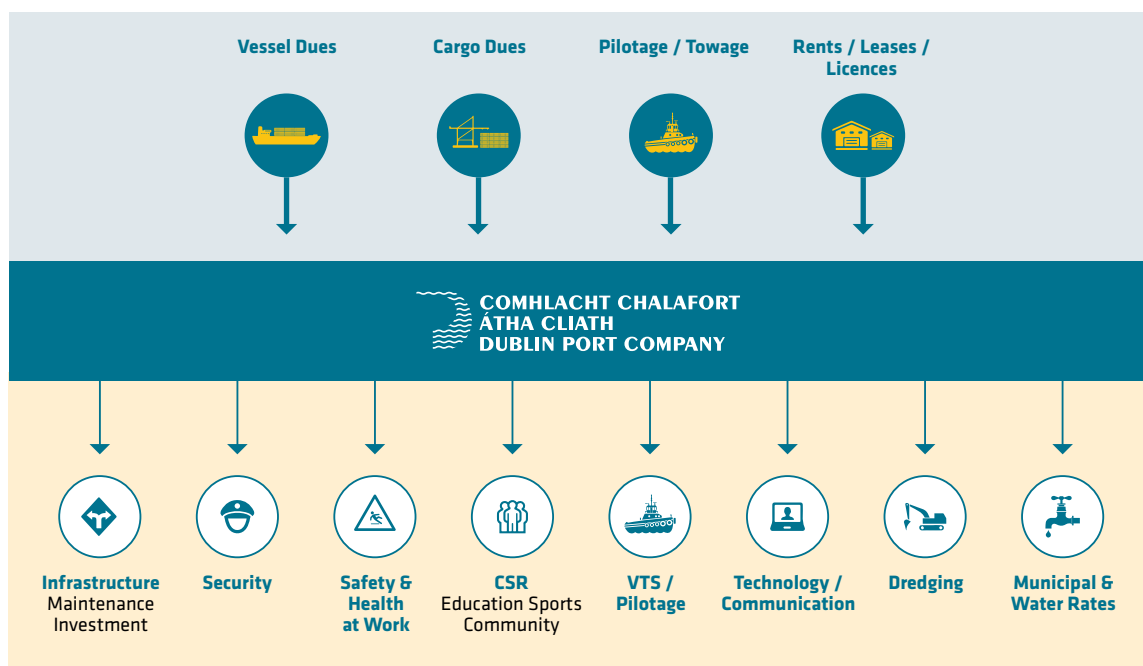 Vessel Dues
Cargo Dues
Pilotage / Towage
Rents / Leases /
Licences
COMHLACHT CHALAFORT
ÁTHA CLIATH
DUBLIN PORT COMPANY
Infrastructure
Maintenance
Investment
Security
Safety &
Health
at Work
CSR
Education Sports
Community
VTS /
Pilotage
Technology /
Communication
Dredging
Municipal &
Water Rates